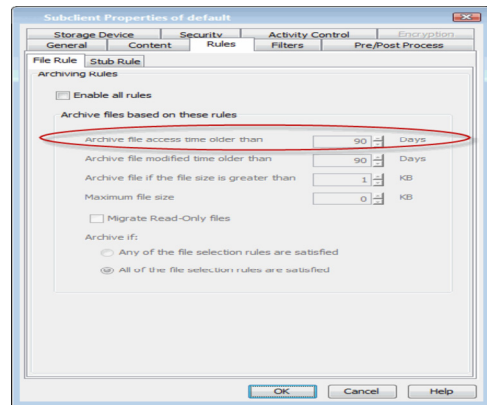 Subclient Properties of default
Storage Device Security Activity Control Encryption
General Content Rules Filters Pre/Post Process
File Rule Stub Rule
Archiving Rules
Enable all rules
Archive files based on these rules
Archive file access time older than 90 Days
Archive file modified time older than 90 Days
Archive file if the file size is greater than 1 KB
Maximum file size 0 KB
Migrate Read-Only files
Archive if:
Any of the file selection rules are satisfied
All of the file selection rules are satisfied
OK Cancel Help